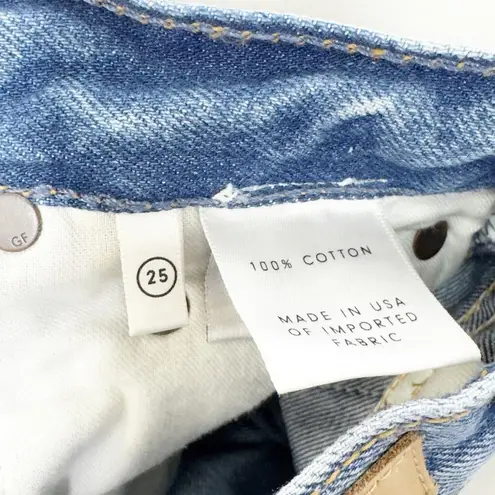 GF
25
100% COTTON
MADE IN USA
OF IMPORTED
FABRIC